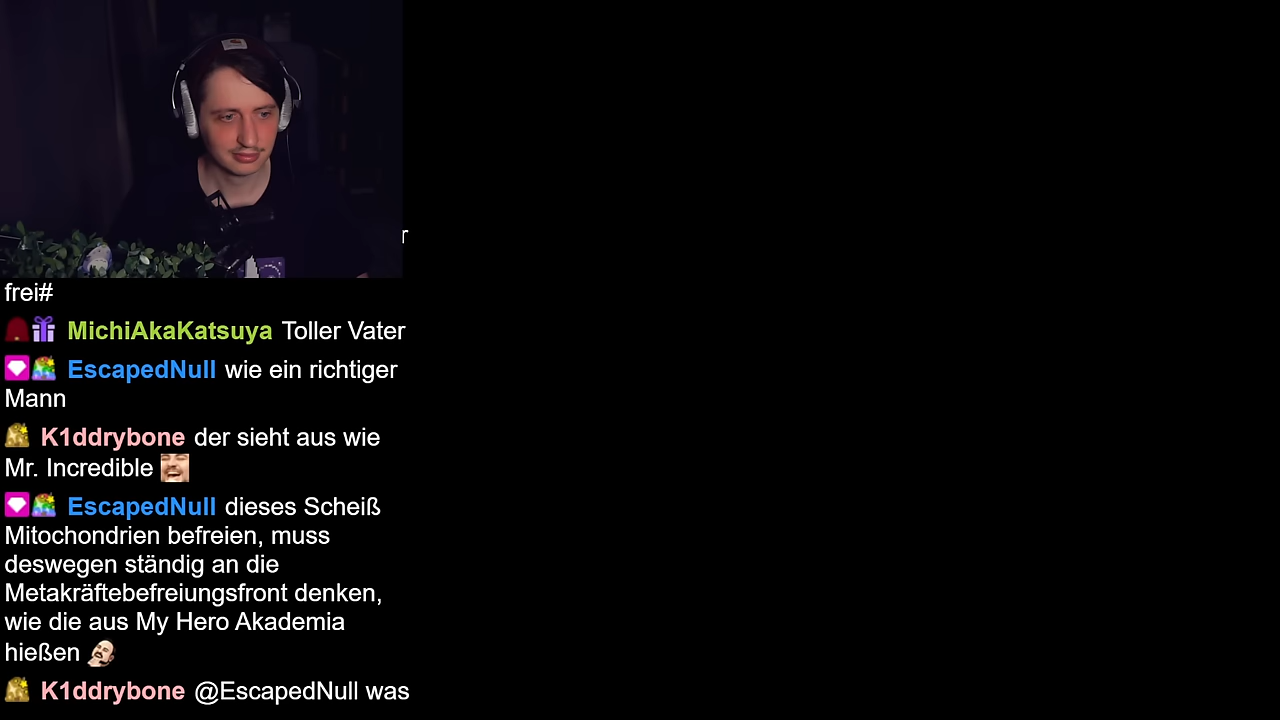 r
frei#
MichiAkaKatsuya Toller Vater
EscapedNull wie ein richtiger
Mann
K1ddrybone der sieht aus wie
Mr. Incredible
EscapedNull dieses Scheiß
Mitochondrien befreien, muss
deswegen ständig an die
Metakräftebefreiungsfront denken,
wie die aus My Hero Akademia
hießen
K1ddrybone @EscapedNull was